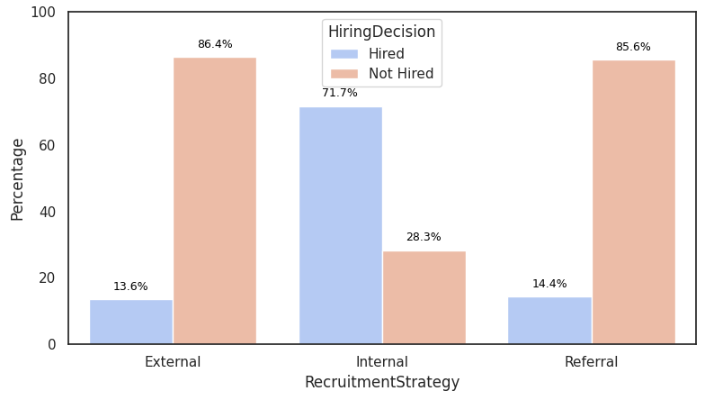 100
80
60
40
20
0
Percentage
HiringDecision
Hired
Not Hired
13.6%
86.4%
71.7%
28.3%
14.4%
85.6%
External
Internal
Referral
RecruitmentStrategy